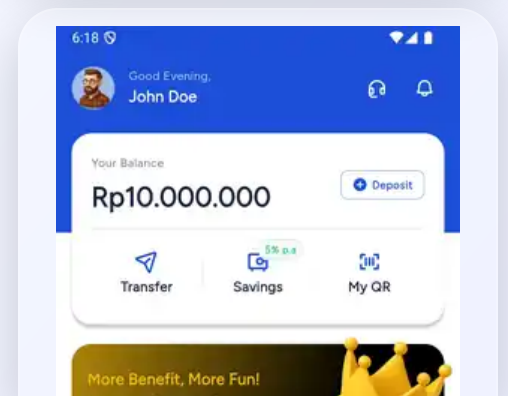 6:18
Good Evening,
John Doe
Your Balance
Rp10.000.000
Deposit
5% p.a
Transfer
Savings
My QR
More Benefit, More Fun!